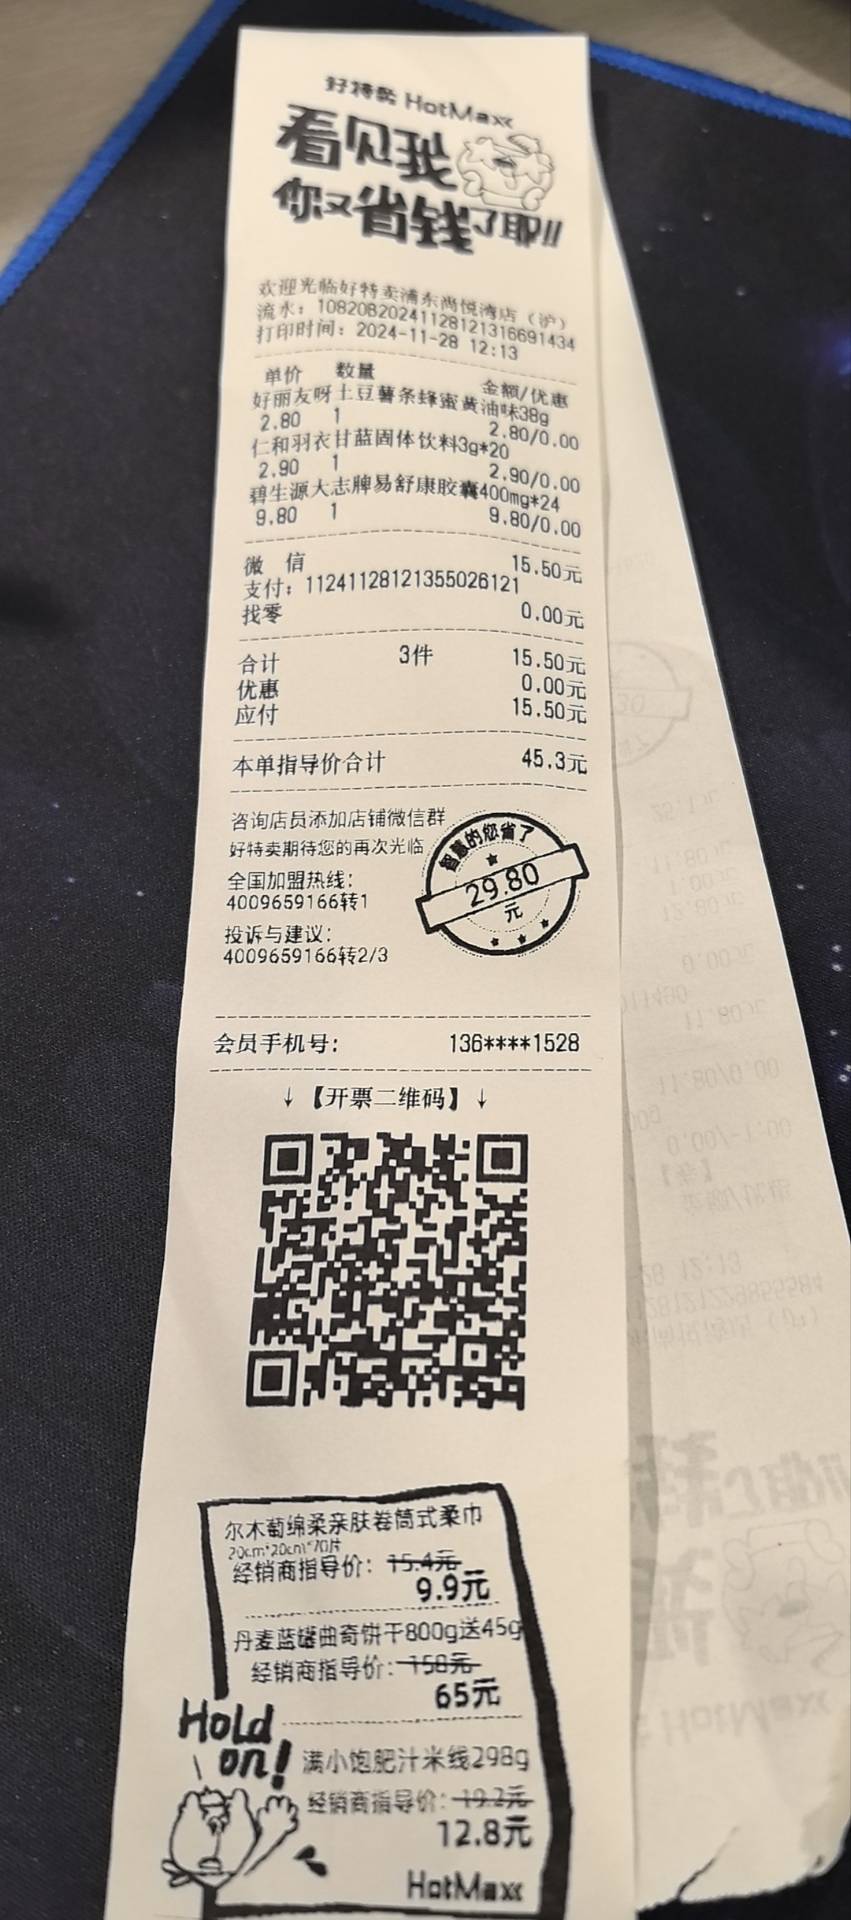 好特卖 HotMaxx
看见我
你又省钱了耶!!
欢迎光临好特卖浦东尚悦湾店（沪）
流水：10820820241128121316691434
打印时间：2024-11-28 12:13
单价 数量 金额/优惠
好丽友呀土豆薯条蜂蜜黄油味38g
2.80 1 2.80/0.00
仁和羽衣甘蓝固体饮料3g*20
2.90 1 2.90/0.00
碧生源大志牌易舒康胶囊400mg*24
9.80 1 9.80/0.00
微 信 15.50元
支付：11241128121355026121
找零 0.00元
合计 3件 15.50元
优惠 0.00元
应付 15.50元
本单指导价合计 45.3元
咨询店员添加店铺微信群
好特卖期待您的再次光临
全国加盟热线：
4009659166转1
投诉与建议：
4009659166转2/3
智慧的您省了
29.80
元
会员手机号： 136****1528
↓【开票二维码】↓
尔木萄绵柔亲肤卷筒式柔巾
20cm*20cm*70片
经销商指导价：15.4元
9.9元
丹麦蓝罐曲奇饼干800g送45g
经销商指导价：158元
65元
Hold on!
满小饱肥汁米线298g
经销商指导价：19.2元
12.8元
HotMaxx